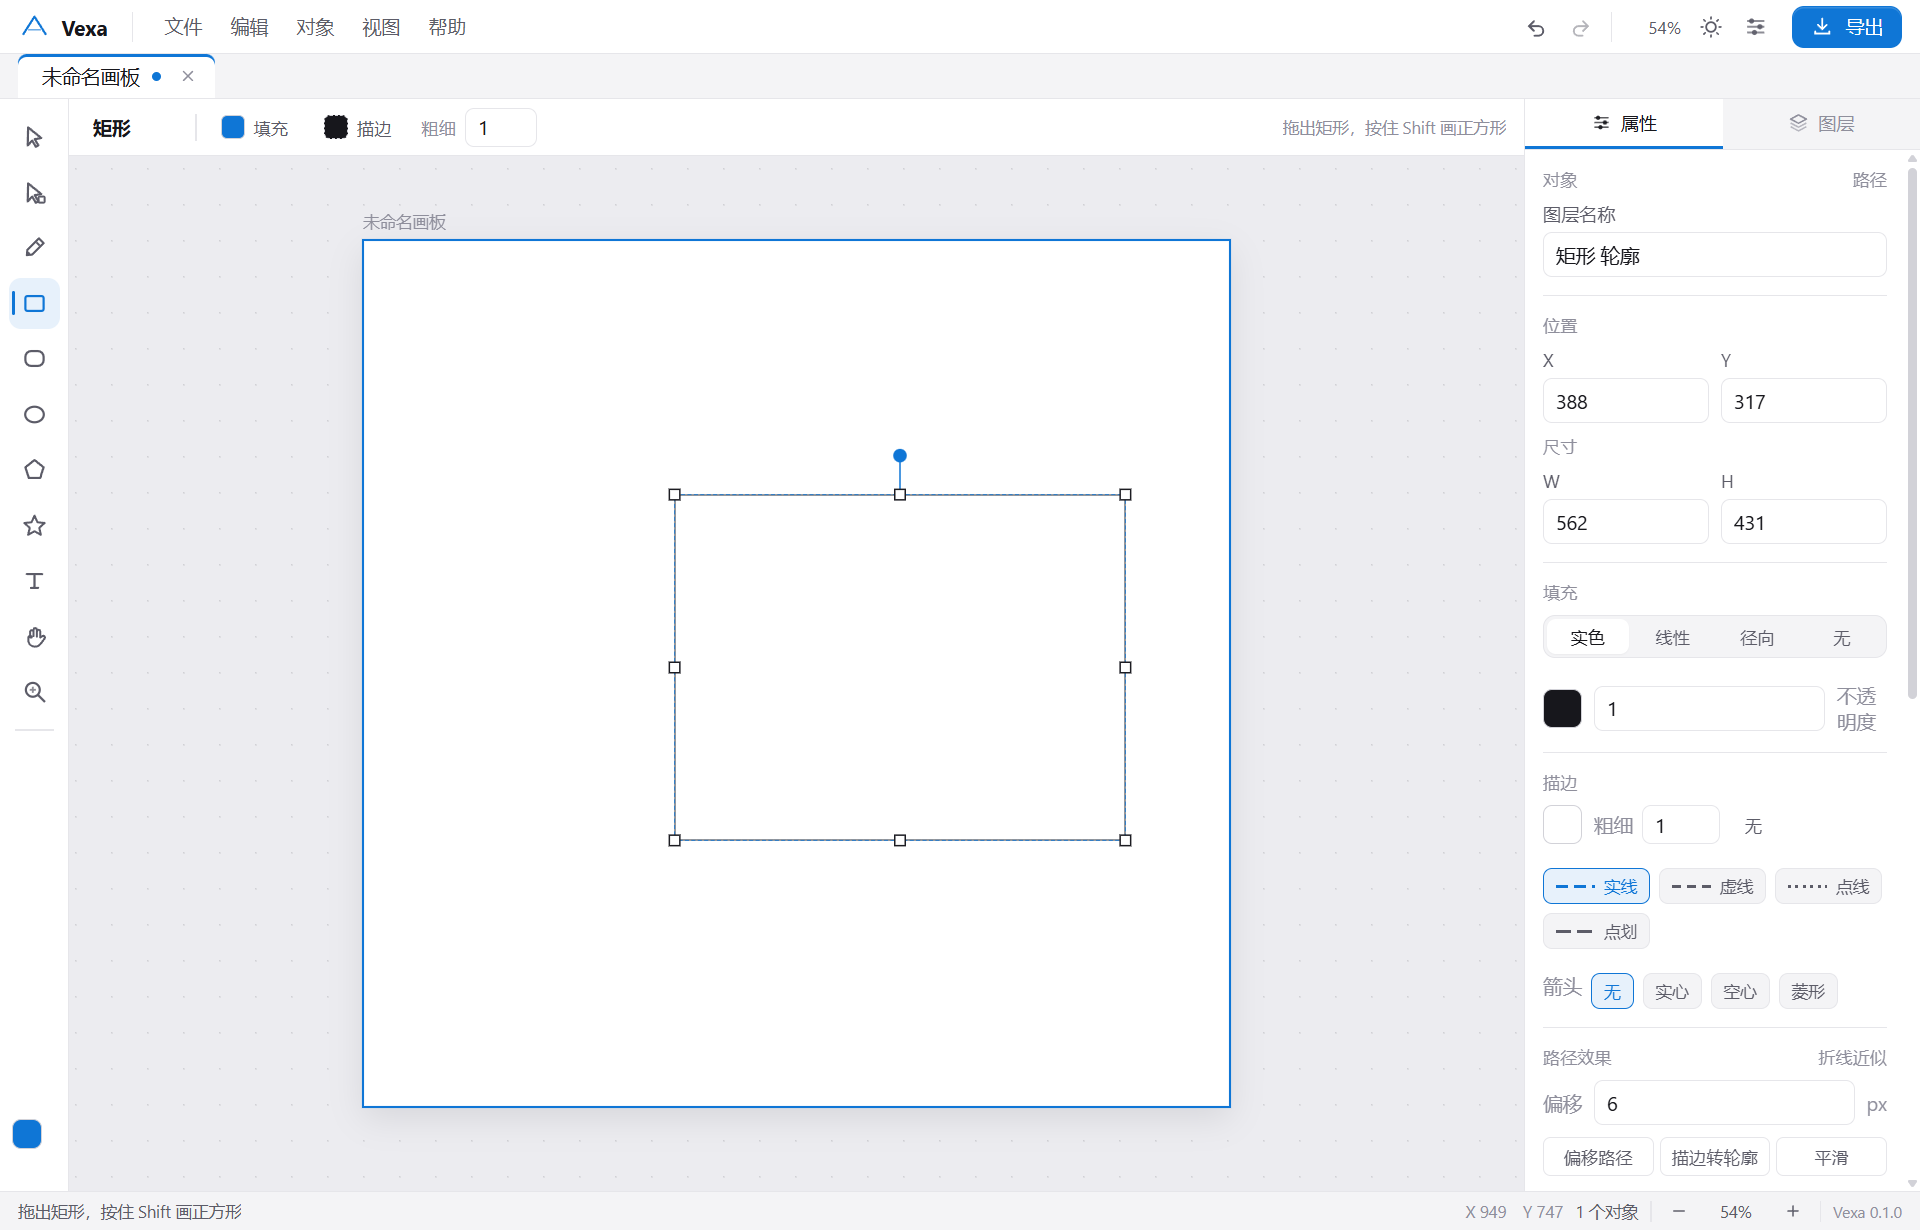 Vexa 文件 编辑 对象 视图 帮助 54% 导出
未命名画板
矩形 填充 描边 粗细 1 拖出矩形，按住 Shift 画正方形
属性 图层
未命名画板
对象 路径
图层名称
矩形 轮廓
位置
X Y
388 317
尺寸
W H
562 431
填充
实色 线性 径向 无
1 不透明度
描边
粗细 1 无
实线 虚线 点线
点划
箭头 无 实心 空心 菱形
路径效果 折线近似
偏移 6 px
偏移路径 描边转轮廓 平滑
拖出矩形，按住 Shift 画正方形 X 949 Y 747 1 个对象 54% Vexa 0.1.0